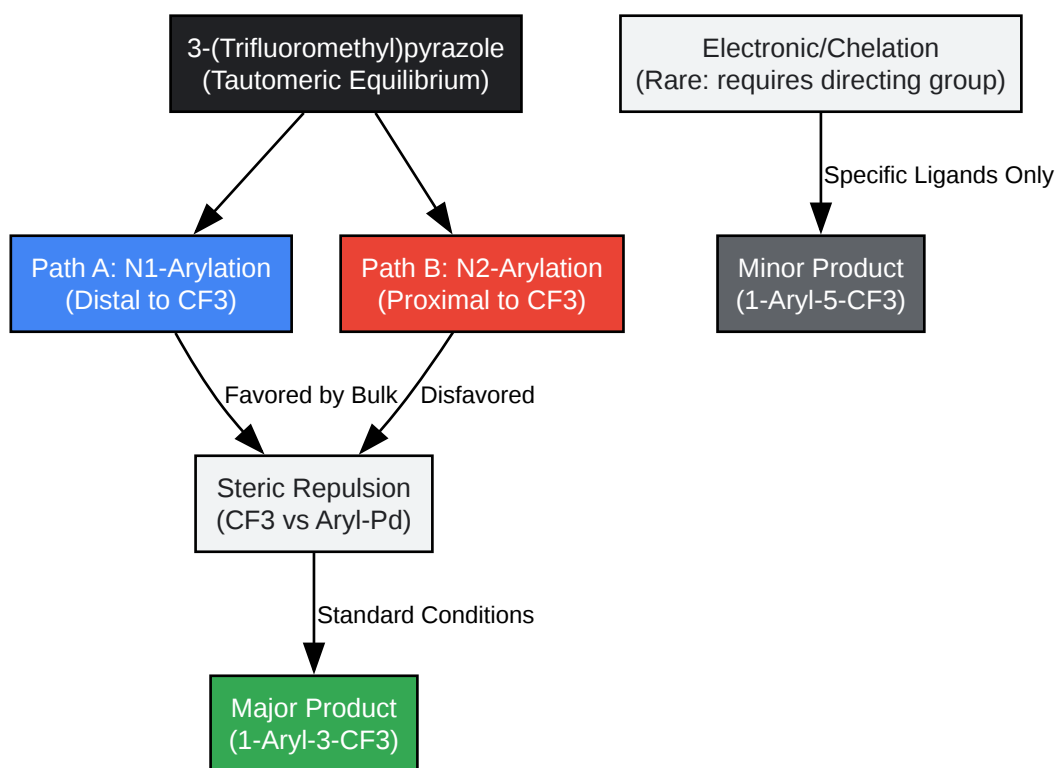 3-(Trifluoromethyl)pyrazole
(Tautomeric Equilibrium)
Electronic/Chelation
(Rare: requires directing group)
Specific Ligands Only
Path A: N1-Arylation
(Distal to CF3)
Path B: N2-Arylation
(Proximal to CF3)
Minor Product
(1-Aryl-5-CF3)
Favored by Bulk
Disfavored
Steric Repulsion
(CF3 vs Aryl-Pd)
Standard Conditions
Major Product
(1-Aryl-3-CF3)